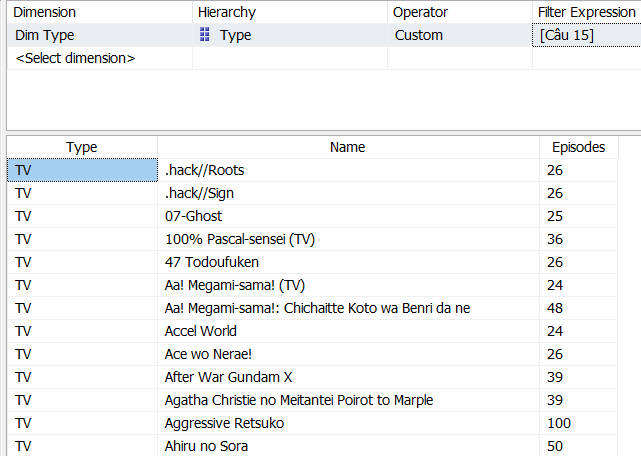 Dimension Hierarchy Operator Filter Expression
Dim Type Type Custom [Câu 15]
<Select dimension>
Type Name Episodes
TV .hack//Roots 26
TV .hack//Sign 26
TV 07-Ghost 25
TV 100% Pascal-sensei (TV) 36
TV 47 Todoufuken 26
TV Aa! Megami-sama! (TV) 24
TV Aa! Megami-sama!: Chichaitte Koto wa Benri da ne 48
TV Accel World 24
TV Ace wo Nerae! 26
TV After War Gundam X 39
TV Agatha Christie no Meitantei Poirot to Marple 39
TV Aggressive Retsuko 100
TV Ahiru no Sora 50